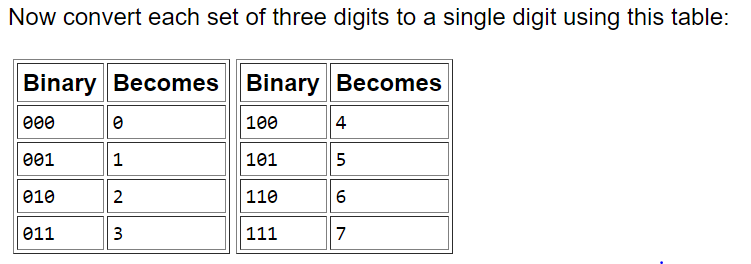 Now convert each set of three digits to a single digit using this table:
Binary Becomes Binary Becomes
000 0 100 4
001 1 101 5
010 2 110 6
011 3 111 7